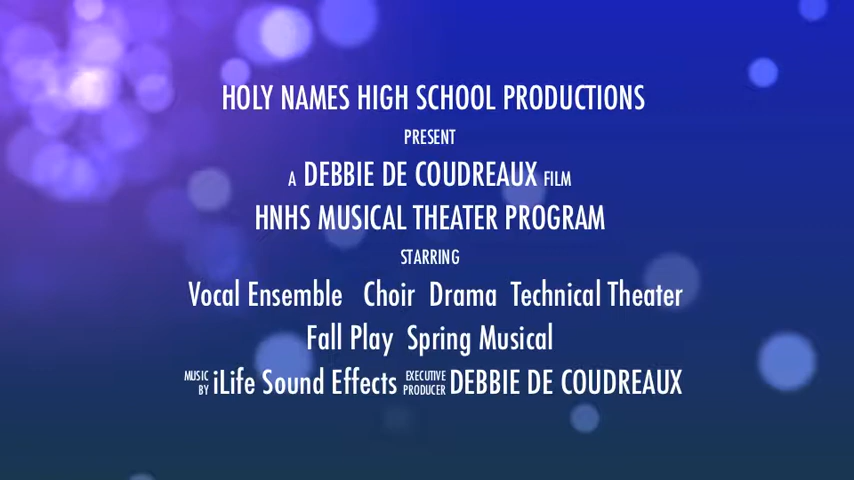 HOLY NAMES HIGH SCHOOL PRODUCTIONS
PRESENT
A DEBBIE DE COUDREAUX FILM
HNHS MUSICAL THEATER PROGRAM
STARRING
Vocal Ensemble Choir Drama Technical Theater
Fall Play Spring Musical
MUSIC BY iLife Sound Effects EXECUTIVE PRODUCER DEBBIE DE COUDREAUX